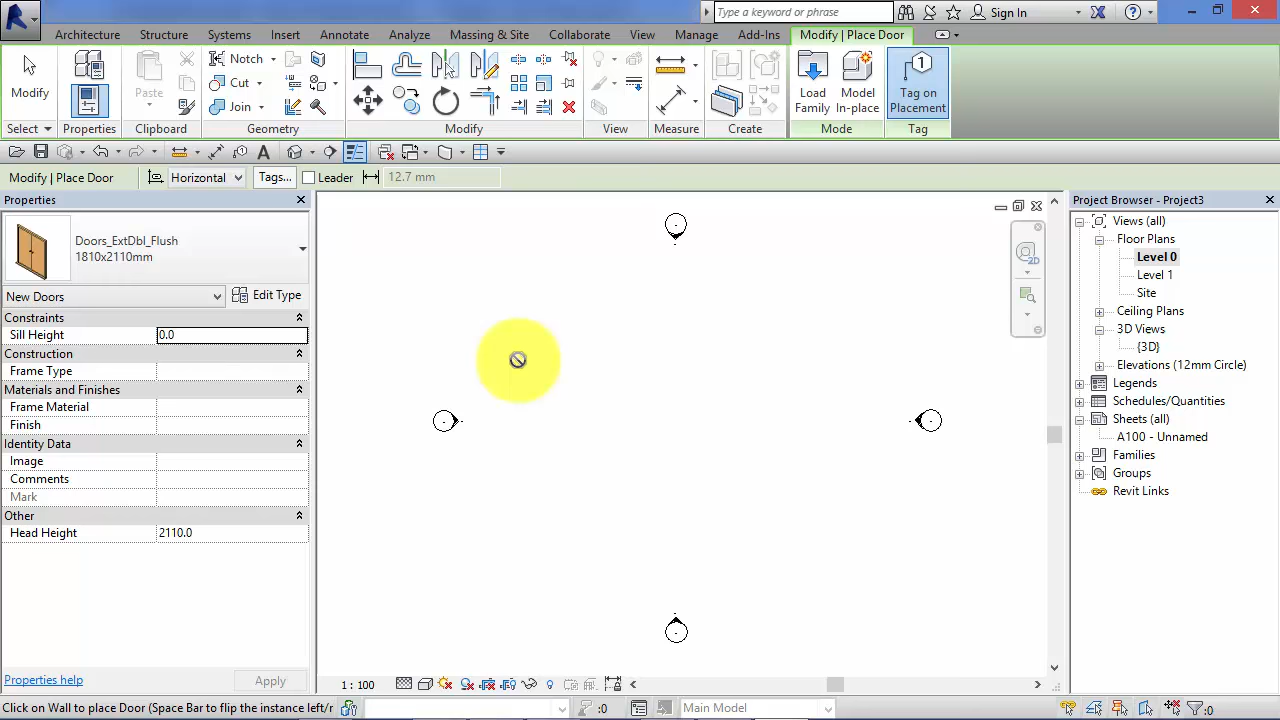 Type a keyword or phrase
Sign In
Architecture Structure Systems Insert Annotate Analyze Massing & Site Collaborate View Manage Add-Ins Modify | Place Door
Modify
Paste
Notch
Cut
Join
Load Family
Model In-place
1
Tag on Placement
Select Properties Clipboard Geometry Modify View Measure Create Mode Tag
A
Modify | Place Door Horizontal Tags... Leader 12.7 mm
Properties
Doors_ExtDbl_Flush
1810x2110mm
New Doors Edit Type
Constraints
Sill Height 0.0
Construction
Frame Type
Materials and Finishes
Frame Material
Finish
Identity Data
Image
Comments
Mark
Other
Head Height 2110.0
Properties help Apply
2D
Project Browser - Project3
Views (all)
Floor Plans
Level 0
Level 1
Site
Ceiling Plans
3D Views
{3D}
Elevations (12mm Circle)
Legends
Schedules/Quantities
Sheets (all)
A100 - Unnamed
Families
Groups
Revit Links
1 : 100
Click on Wall to place Door (Space Bar to flip the instance left/r
:0 Main Model :0